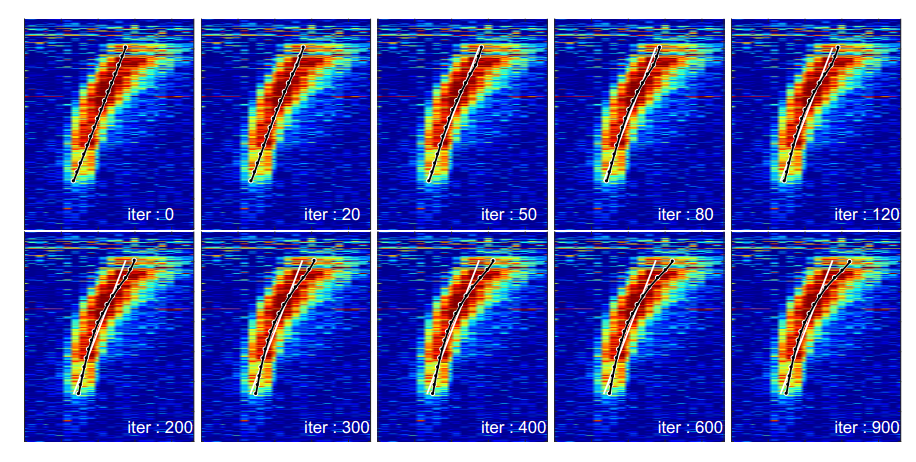 iter : 0
iter : 20
iter : 50
iter : 80
iter : 120
iter : 200
iter : 300
iter : 400
iter : 600
iter : 900